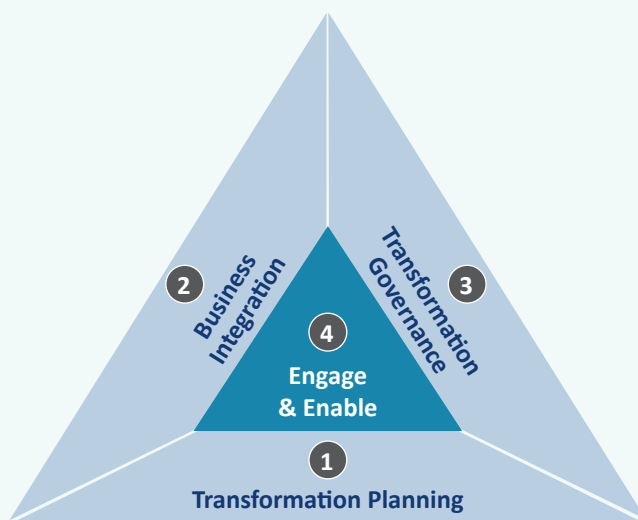 2
Business
Integration
Transformation
Governance
3
4
Engage
& Enable
1
Transformation Planning